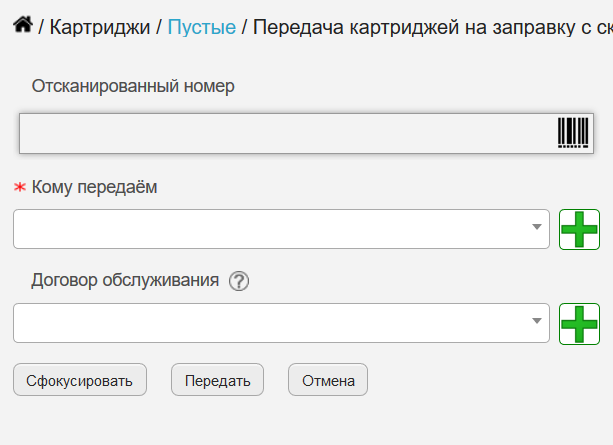 / Картриджи / Пустые / Передача картриджей на заправку с ск
Отсканированный номер
* Кому передаём
Договор обслуживания ?
Сфокусировать Передать Отмена